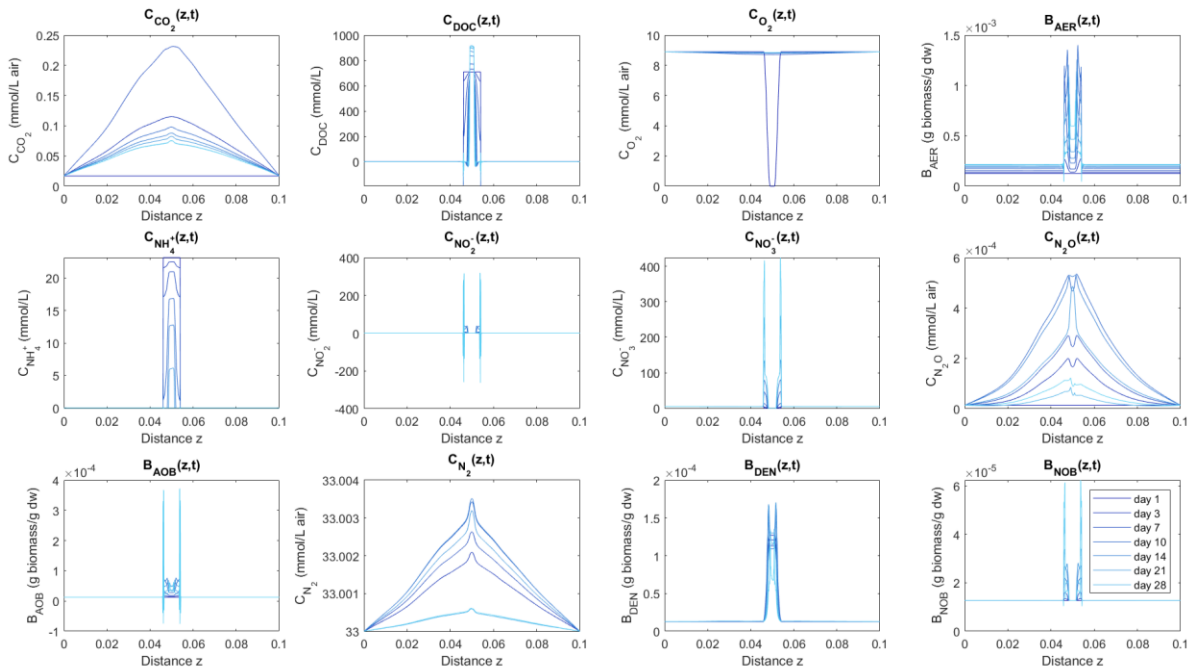 C_CO₂(z,t)
C_CO₂ (mmol/L air)
0.25
0.2
0.15
0.1
0.05
0
0 0.02 0.04 0.06 0.08 0.1
Distance z
C_DOC(z,t)
C_DOC (mmol/L)
1000
800
600
400
200
0
0 0.02 0.04 0.06 0.08 0.1
Distance z
C_O₂(z,t)
C_O₂ (mmol/L)
10
8
6
4
2
0
0 0.02 0.04 0.06 0.08 0.1
Distance z
B_AER(z,t)
×10⁻³
B_AER (g biomass/g dw)
1.5
1
0.5
0
0 0.02 0.04 0.06 0.08 0.1
Distance z
C_NH₄⁺(z,t)
C_NH₄⁺ (mmol/L)
20
15
10
5
0
0 0.02 0.04 0.06 0.08 0.1
Distance z
C_NO₂⁻(z,t)
C_NO₂⁻ (mmol/L)
400
200
0
-200
-400
0 0.02 0.04 0.06 0.08 0.1
Distance z
C_NO₃⁻(z,t)
C_NO₃⁻ (mmol/L)
400
300
200
100
0
0 0.02 0.04 0.06 0.08 0.1
Distance z
C_N₂O(z,t)
×10⁻⁴
C_N₂O (mmol/L air)
6
4
2
0
0 0.02 0.04 0.06 0.08 0.1
Distance z
B_AOB(z,t)
×10⁻⁴
B_AOB (g biomass/g dw)
4
3
2
1
0
-1
0 0.02 0.04 0.06 0.08 0.1
Distance z
C_N₂(z,t)
C_N₂ (mmol/L air)
33.004
33.003
33.002
33.001
33
0 0.02 0.04 0.06 0.08 0.1
Distance z
B_DEN(z,t)
×10⁻⁴
B_DEN (g biomass/g dw)
2
1.5
1
0.5
0
0 0.02 0.04 0.06 0.08 0.1
Distance z
B_NOB(z,t)
×10⁻⁵
B_NOB (g biomass/g dw)
6
4
2
0
0 0.02 0.04 0.06 0.08 0.1
Distance z
day 1
day 3
day 7
day 10
day 14
day 21
day 28